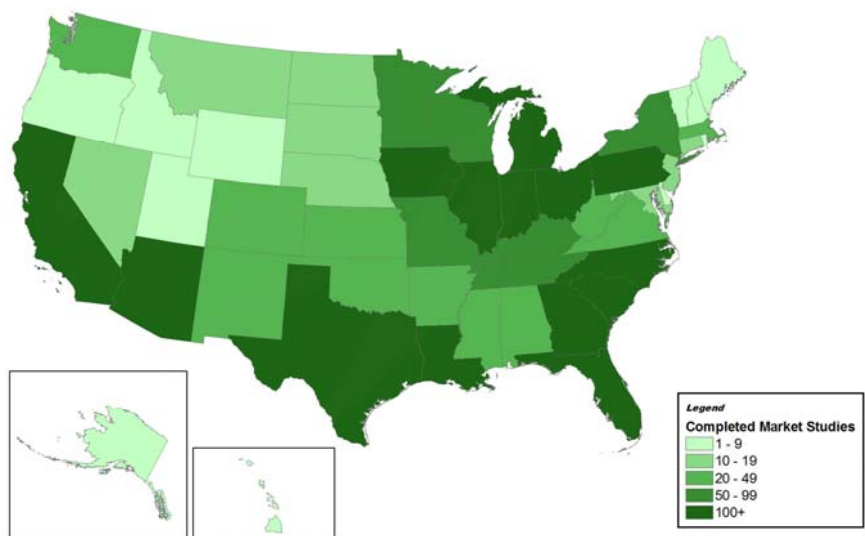 Legend
Completed Market Studies
1 - 9
10 - 19
20 - 49
50 - 99
100+